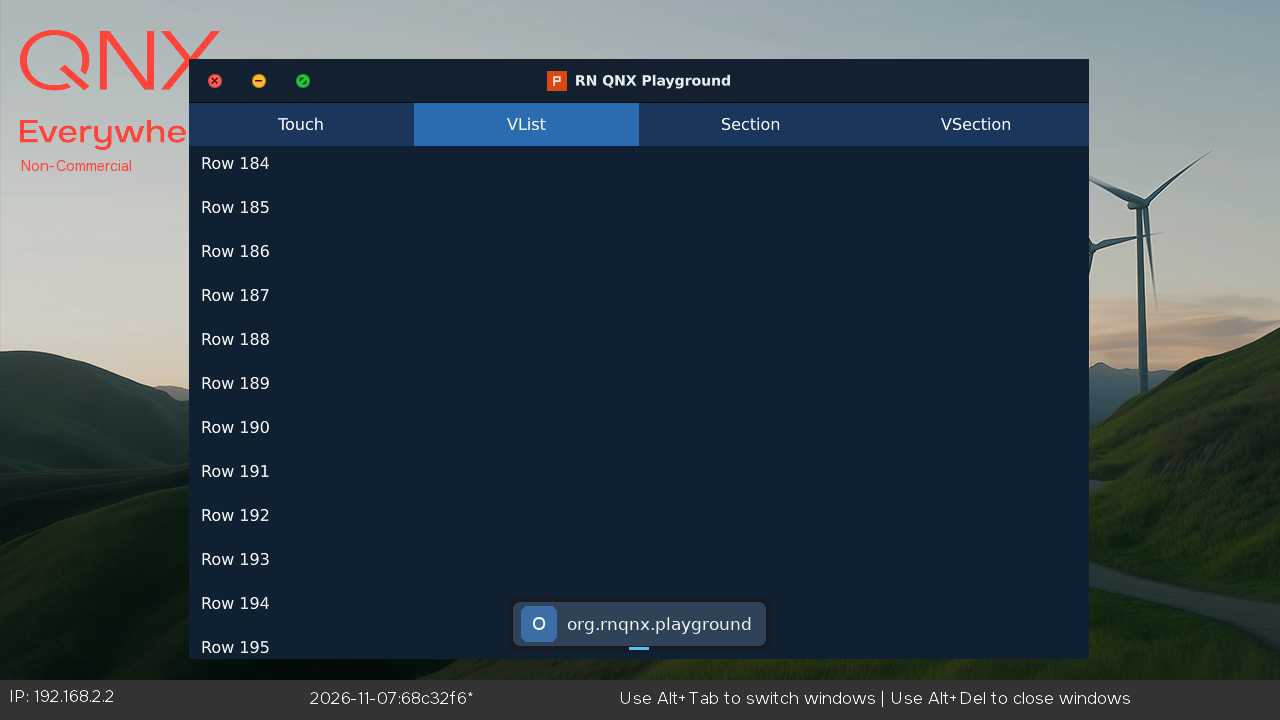 QNX
Everywhe
Non-Commercial
RN QNX Playground
Touch
VList
Section
VSection
Row 184
Row 185
Row 186
Row 187
Row 188
Row 189
Row 190
Row 191
Row 192
Row 193
Row 194
Row 195
O org.rnqnx.playground
IP: 192.168.2.2
2026-11-07:68c32f6*
Use Alt+Tab to switch windows | Use Alt+Del to close windows